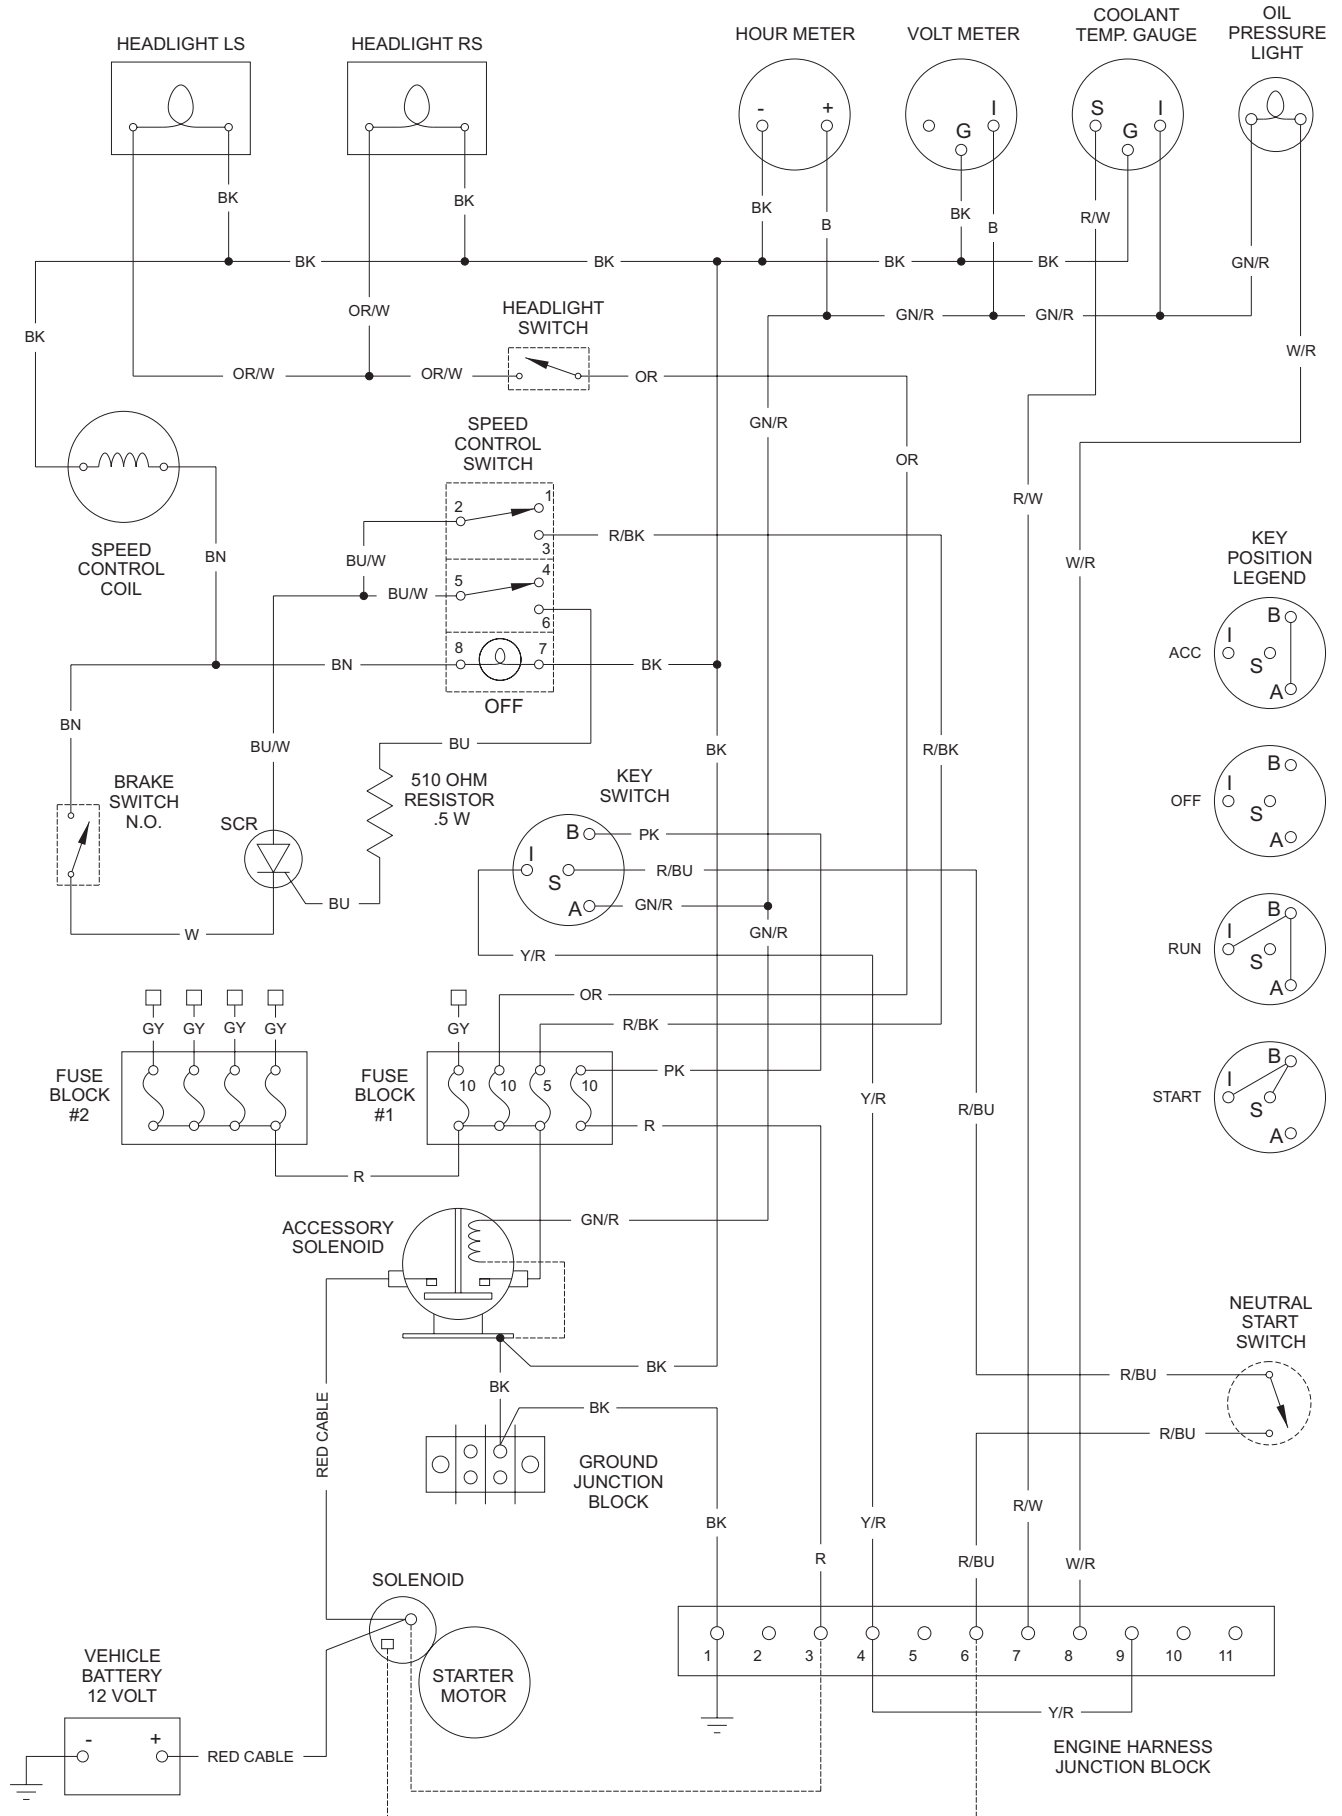 HEADLIGHT LS
HEADLIGHT RS
HOUR METER
VOLT METER
COOLANT
TEMP. GAUGE
OIL
PRESSURE
LIGHT
-
+
G
I
S
G
I
BK
BK
BK
B
BK
B
R/W
GN/R
BK
BK
BK
BK
BK
OR/W
HEADLIGHT
SWITCH
GN/R
GN/R
W/R
OR/W
OR/W
OR
GN/R
OR
R/W
W/R
SPEED
CONTROL
SWITCH
2
1
3
R/BK
BU/W
5
4
BU/W
6
8
7
BN
BK
OFF
SPEED
CONTROL
COIL
BN
BN
BU/W
BU
BK
R/BK
KEY
POSITION
LEGEND
ACC
B
I
S
A
OFF
B
I
S
A
RUN
B
I
S
A
START
B
I
S
A
BRAKE
SWITCH
N.O.
SCR
510 OHM
RESISTOR
.5 W
KEY
SWITCH
B
PK
I
S
R/BU
A
GN/R
GN/R
BU
W
Y/R
OR
R/BK
GY
GY
GY
GY
GY
FUSE
BLOCK
#2
FUSE
BLOCK
#1
10
10
5
10
PK
R
R
Y/R
R/BU
ACCESSORY
SOLENOID
GN/R
BK
BK
BK
RED CABLE
GROUND
JUNCTION
BLOCK
NEUTRAL
START
SWITCH
R/BU
R/BU
BK
R
Y/R
R/BU
R/W
W/R
SOLENOID
STARTER
MOTOR
VEHICLE
BATTERY
12 VOLT
-
+
RED CABLE
1
2
3
4
5
6
7
8
9
10
11
Y/R
ENGINE HARNESS
JUNCTION BLOCK